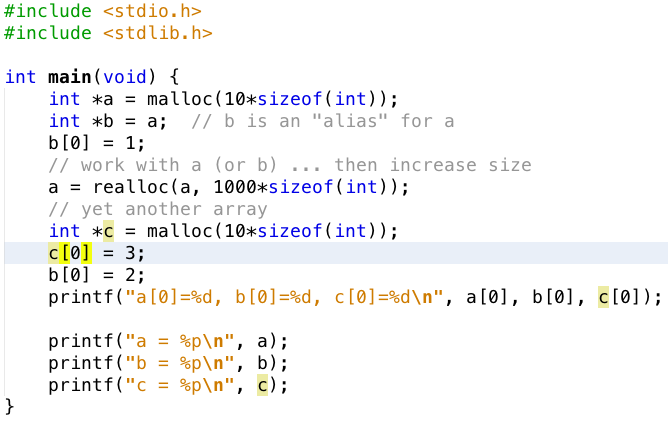 #include <stdio.h>
#include <stdlib.h>

int main(void) {
    int *a = malloc(10*sizeof(int));
    int *b = a;  // b is an "alias" for a
    b[0] = 1;
    // work with a (or b) ... then increase size
    a = realloc(a, 1000*sizeof(int));
    // yet another array
    int *c = malloc(10*sizeof(int));
    c[0] = 3;
    b[0] = 2;
    printf("a[0]=%d, b[0]=%d, c[0]=%d\n", a[0], b[0], c[0]);

    printf("a = %p\n", a);
    printf("b = %p\n", b);
    printf("c = %p\n", c);
}